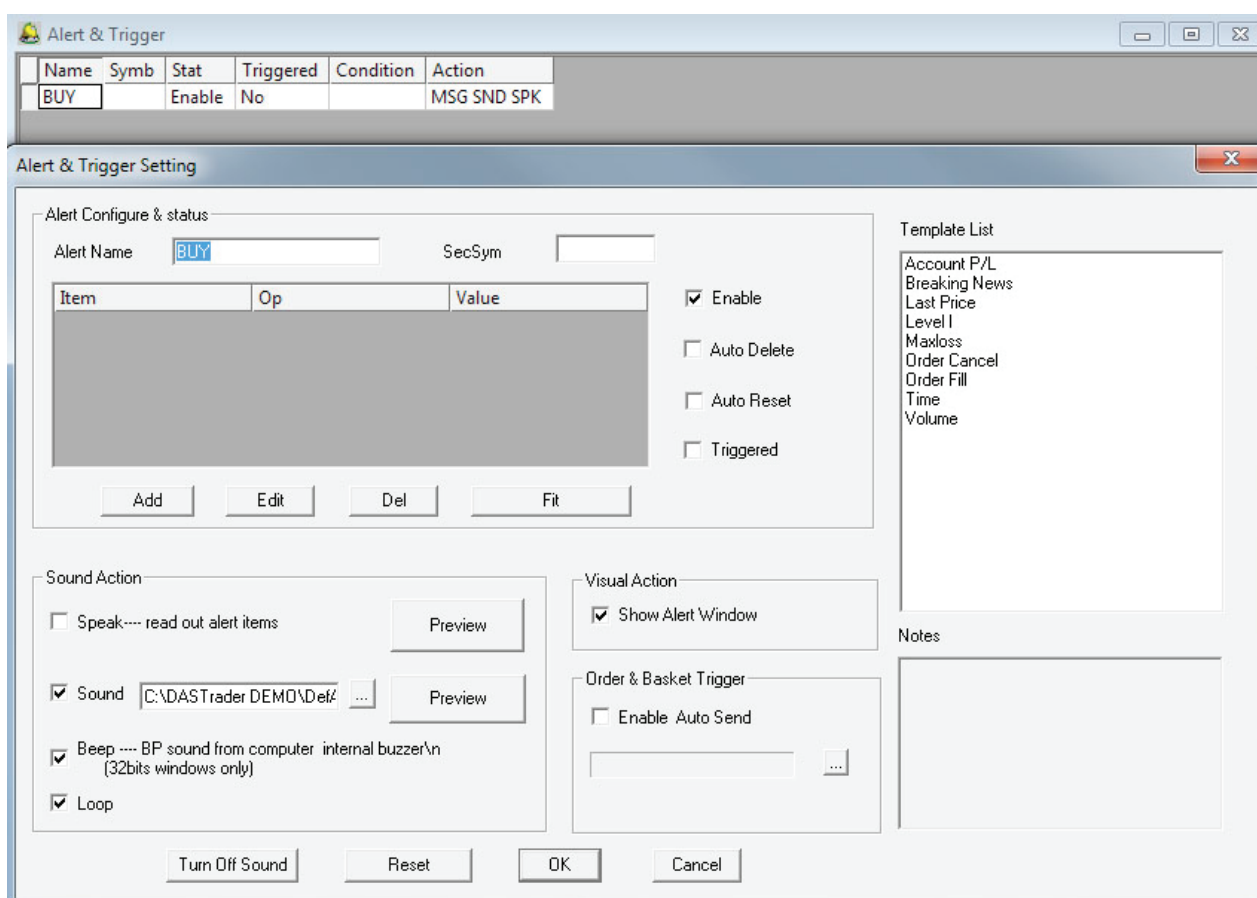 Alert & Trigger
Name Symb Stat Triggered Condition Action
BUY Enable No MSG SND SPK
Alert & Trigger Setting
Alert Configure & status
Alert Name BUY SecSym
Item Op Value
Enable
Auto Delete
Auto Reset
Triggered
Add Edit Del Fit
Template List
Account P/L
Breaking News
Last Price
Level I
Maxloss
Order Cancel
Order Fill
Time
Volume
Sound Action
Speak---- read out alert items Preview
Sound C:\DASTrader DEMO\DefA ... Preview
Beep ---- BP sound from computer internal buzzer\n
(32bits windows only)
Loop
Visual Action
Show Alert Window
Order & Basket Trigger
Enable Auto Send
...
Notes
Turn Off Sound Reset OK Cancel